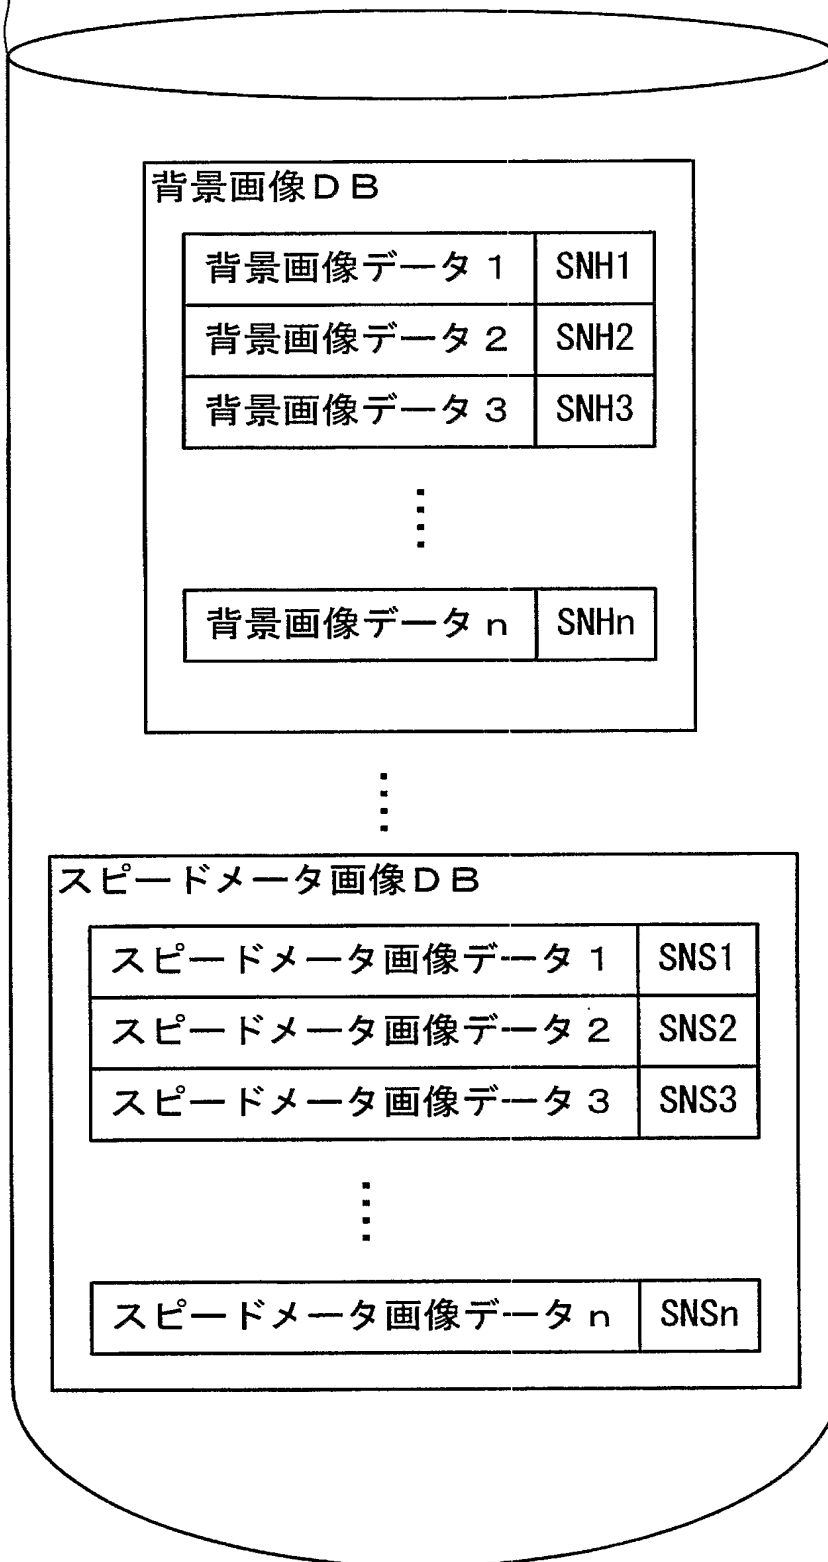 背景画像ＤＢ
背景画像データ１ SNH1
背景画像データ２ SNH2
背景画像データ３ SNH3
背景画像データｎ SNHn
スピードメータ画像ＤＢ
スピードメータ画像データ１ SNS1
スピードメータ画像データ２ SNS2
スピードメータ画像データ３ SNS3
スピードメータ画像データｎ SNSn